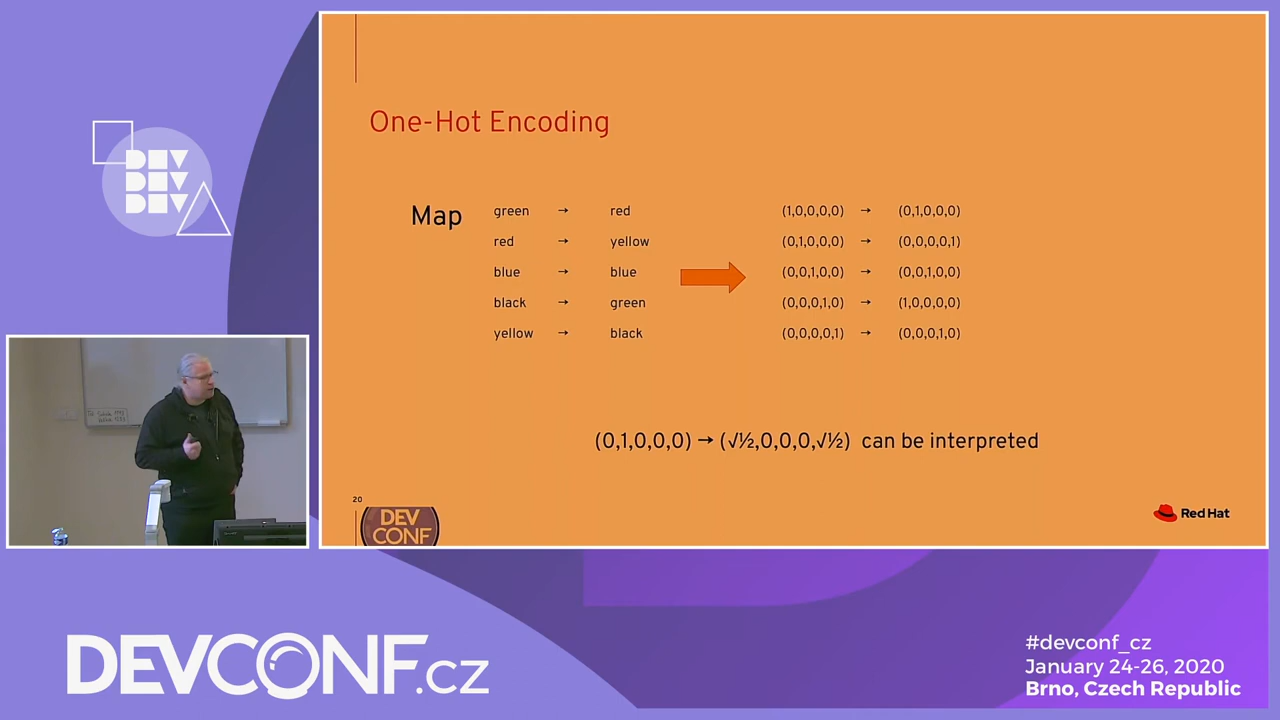 One-Hot Encoding
Map
green → red (1,0,0,0,0) → (0,1,0,0,0)
red → yellow (0,1,0,0,0) → (0,0,0,0,1)
blue → blue (0,0,1,0,0) → (0,0,1,0,0)
black → green (0,0,0,1,0) → (1,0,0,0,0)
yellow → black (0,0,0,0,1) → (0,0,0,1,0)
(0,1,0,0,0) → (√½,0,0,0,√½) can be interpreted
20
DEV
CONF
Red Hat
DEV
DEV
DEV
DEVCONF.cz
#devconf_cz
January 24-26, 2020
Brno, Czech Republic